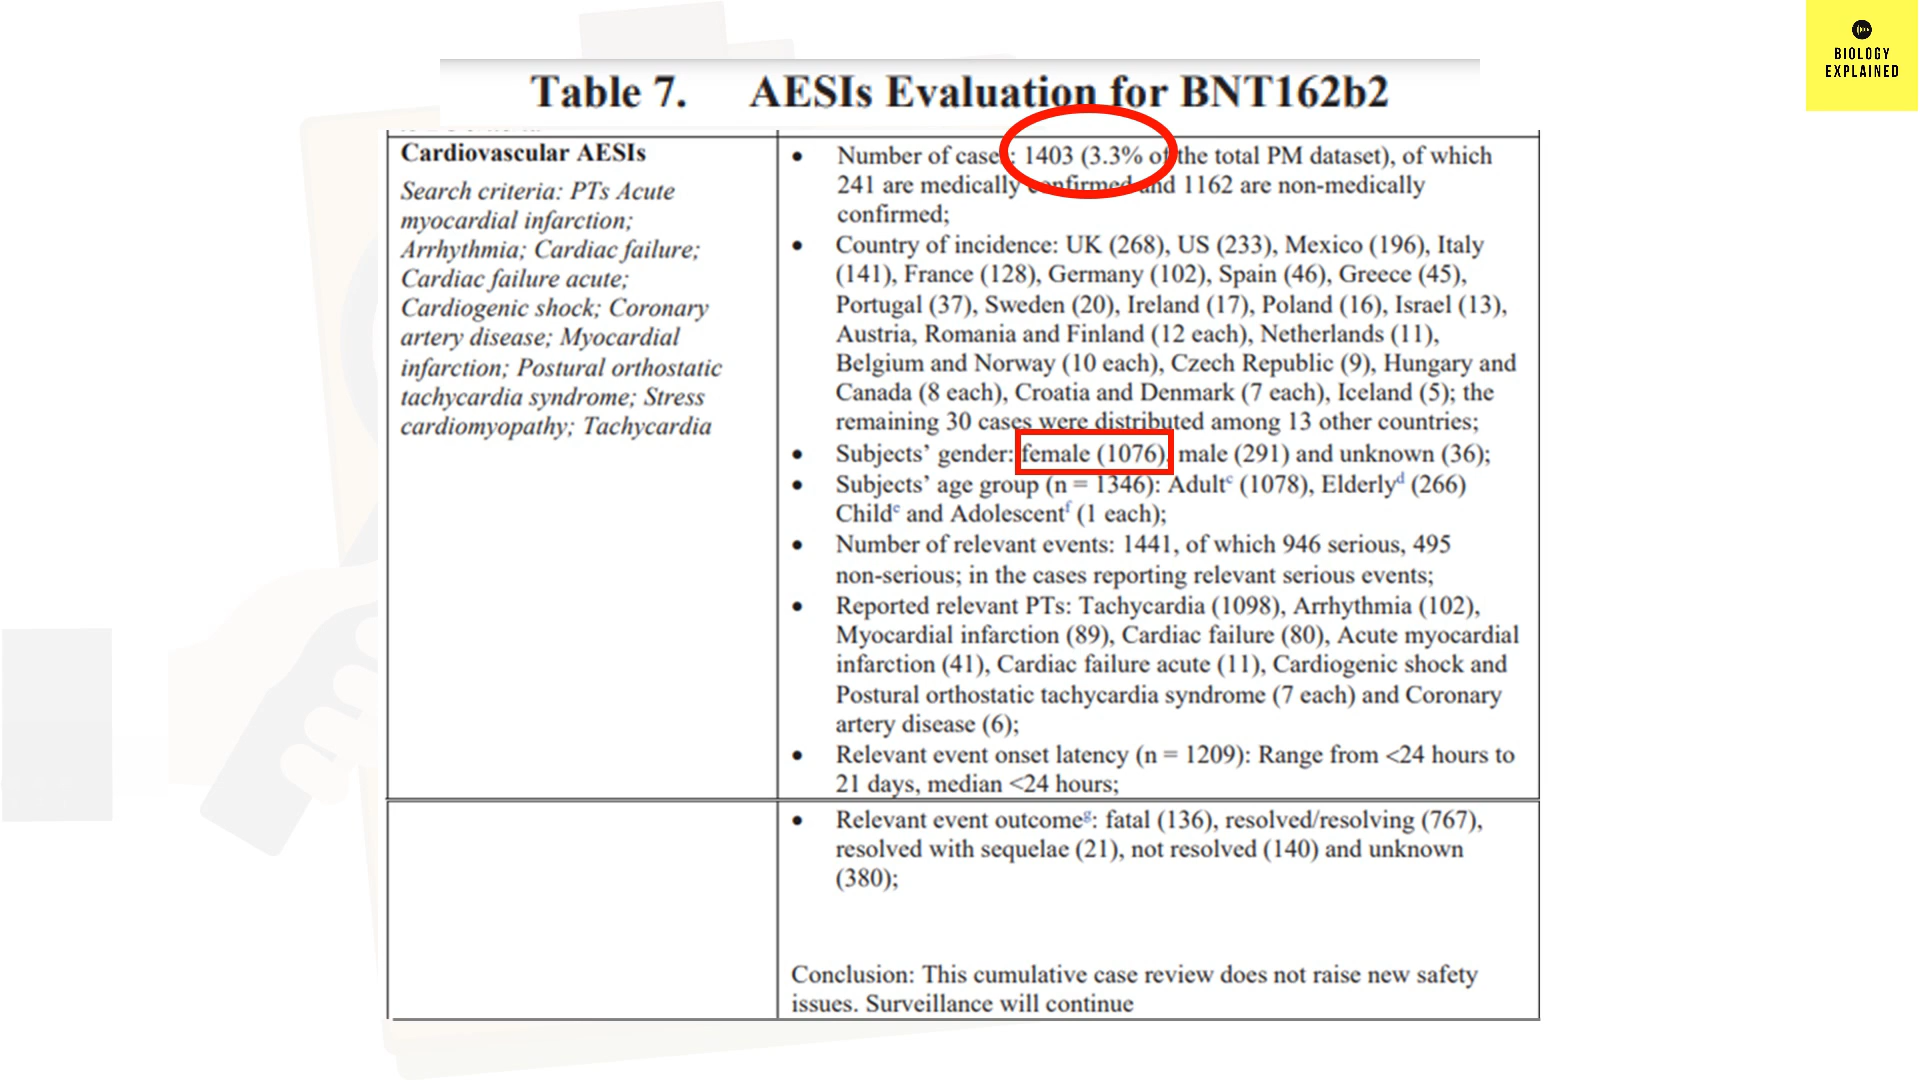 BIOLOGY
EXPLAINED
Table 7. AESIs Evaluation for BNT162b2
Cardiovascular AESIs
Search criteria: PTs Acute
myocardial infarction;
Arrhythmia; Cardiac failure;
Cardiac failure acute;
Cardiogenic shock; Coronary
artery disease; Myocardial
infarction; Postural orthostatic
tachycardia syndrome; Stress
cardiomyopathy; Tachycardia
• Number of cases: 1403 (3.3% of the total PM dataset), of which
241 are medically confirmed and 1162 are non-medically
confirmed;
• Country of incidence: UK (268), US (233), Mexico (196), Italy
(141), France (128), Germany (102), Spain (46), Greece (45),
Portugal (37), Sweden (20), Ireland (17), Poland (16), Israel (13),
Austria, Romania and Finland (12 each), Netherlands (11),
Belgium and Norway (10 each), Czech Republic (9), Hungary and
Canada (8 each), Croatia and Denmark (7 each), Iceland (5); the
remaining 30 cases were distributed among 13 other countries;
• Subjects’ gender: female (1076), male (291) and unknown (36);
• Subjects’ age group (n = 1346): Adultᶜ (1078), Elderlyᵈ (266)
Childᵉ and Adolescentᶠ (1 each);
• Number of relevant events: 1441, of which 946 serious, 495
non-serious; in the cases reporting relevant serious events;
• Reported relevant PTs: Tachycardia (1098), Arrhythmia (102),
Myocardial infarction (89), Cardiac failure (80), Acute myocardial
infarction (41), Cardiac failure acute (11), Cardiogenic shock and
Postural orthostatic tachycardia syndrome (7 each) and Coronary
artery disease (6);
• Relevant event onset latency (n = 1209): Range from <24 hours to
21 days, median <24 hours;
• Relevant event outcomeᵍ: fatal (136), resolved/resolving (767),
resolved with sequelae (21), not resolved (140) and unknown
(380);
Conclusion: This cumulative case review does not raise new safety
issues. Surveillance will continue